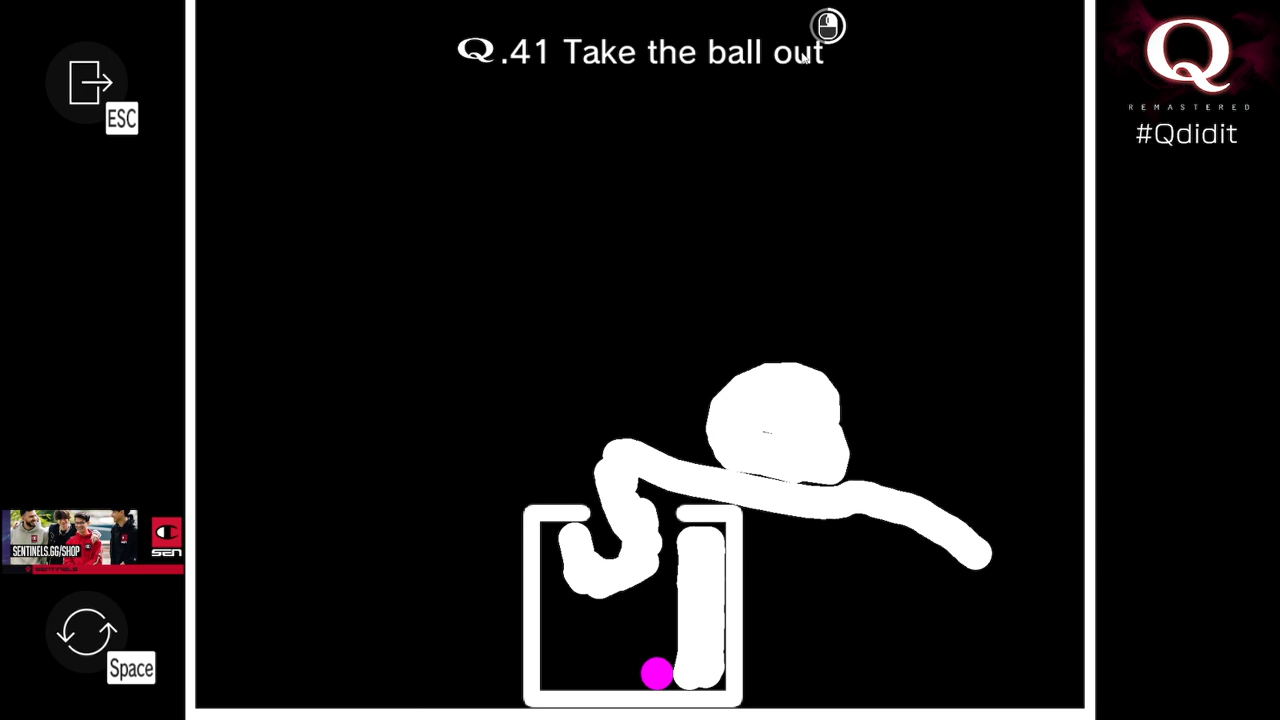 Q.41 Take the ball out
ESC
Q
REMASTERED
#Qdidit
SENTINELS.GG/SHOP
SEN
Space